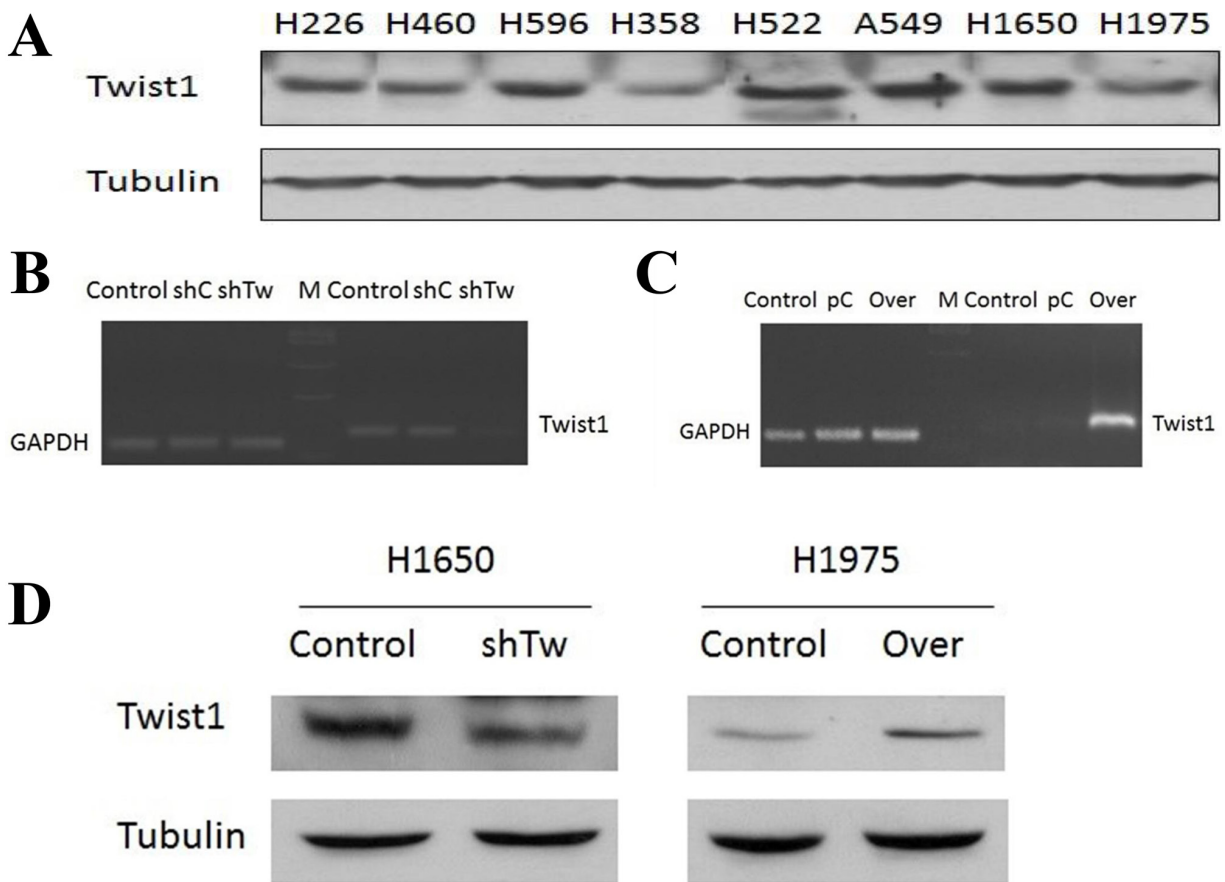 A
H226 H460 H596 H358 H522 A549 H1650 H1975
Twist1
Tubulin
B
Control shC shTw M Control shC shTw
GAPDH
Twist1
C
Control pC Over M Control pC Over
GAPDH
Twist1
D
H1650 H1975
Control shTw Control Over
Twist1
Tubulin